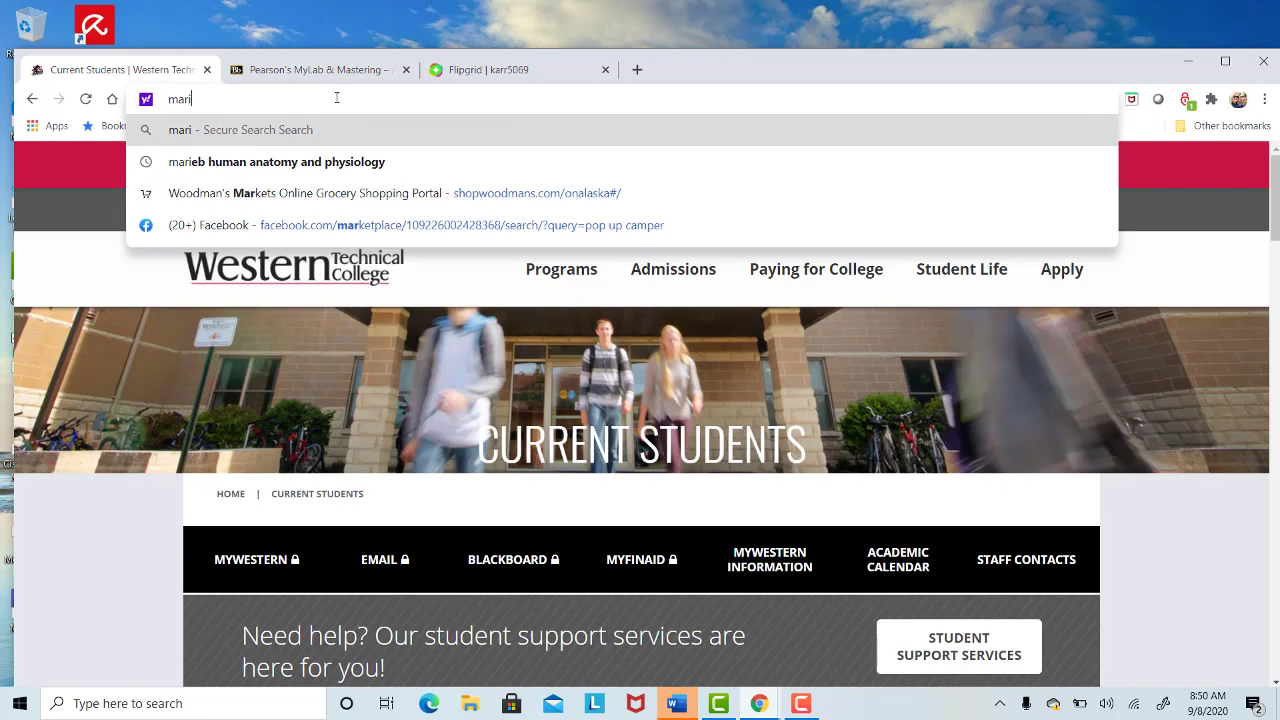 Current Students | Western Tech
Pearson's MyLab & Mastering –
Flipgrid | karr5069
mari
Apps
Book
Other bookmarks
mari - Secure Search Search
marieb human anatomy and physiology
Woodman's Markets Online Grocery Shopping Portal - shopwoodmans.com/onalaska#/
(20+) Facebook - facebook.com/marketplace/109226002428368/search/?query=pop up camper
Western Technical College
Programs
Admissions
Paying for College
Student Life
Apply
CURRENT STUDENTS
HOME | CURRENT STUDENTS
MYWESTERN
EMAIL
BLACKBOARD
MYFINAID
MYWESTERN
INFORMATION
ACADEMIC
CALENDAR
STAFF CONTACTS
Need help? Our student support services are
here for you!
STUDENT
SUPPORT SERVICES
Type here to search
8:50 AM
9/8/2020